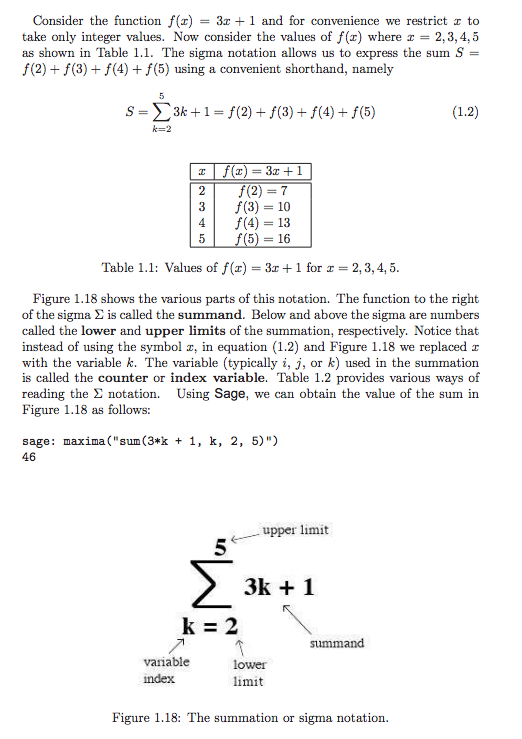 Consider the function f(x) = 3x + 1 and for convenience we restrict x to
take only integer values. Now consider the values of f(x) where x = 2, 3, 4, 5
as shown in Table 1.1. The sigma notation allows us to express the sum S =
f(2) + f(3) + f(4) + f(5) using a convenient shorthand, namely
5
S = ∑ 3k + 1 = f(2) + f(3) + f(4) + f(5) (1.2)
k=2
x f(x) = 3x + 1
2 f(2) = 7
3 f(3) = 10
4 f(4) = 13
5 f(5) = 16
Table 1.1: Values of f(x) = 3x + 1 for x = 2, 3, 4, 5.
Figure 1.18 shows the various parts of this notation. The function to the right
of the sigma Σ is called the summand. Below and above the sigma are numbers
called the lower and upper limits of the summation, respectively. Notice that
instead of using the symbol x, in equation (1.2) and Figure 1.18 we replaced x
with the variable k. The variable (typically i, j, or k) used in the summation
is called the counter or index variable. Table 1.2 provides various ways of
reading the Σ notation. Using Sage, we can obtain the value of the sum in
Figure 1.18 as follows:
sage: maxima("sum(3*k + 1, k, 2, 5)")
46
upper limit
5
∑ 3k + 1
k = 2
summand
variable lower
index limit
Figure 1.18: The summation or sigma notation.